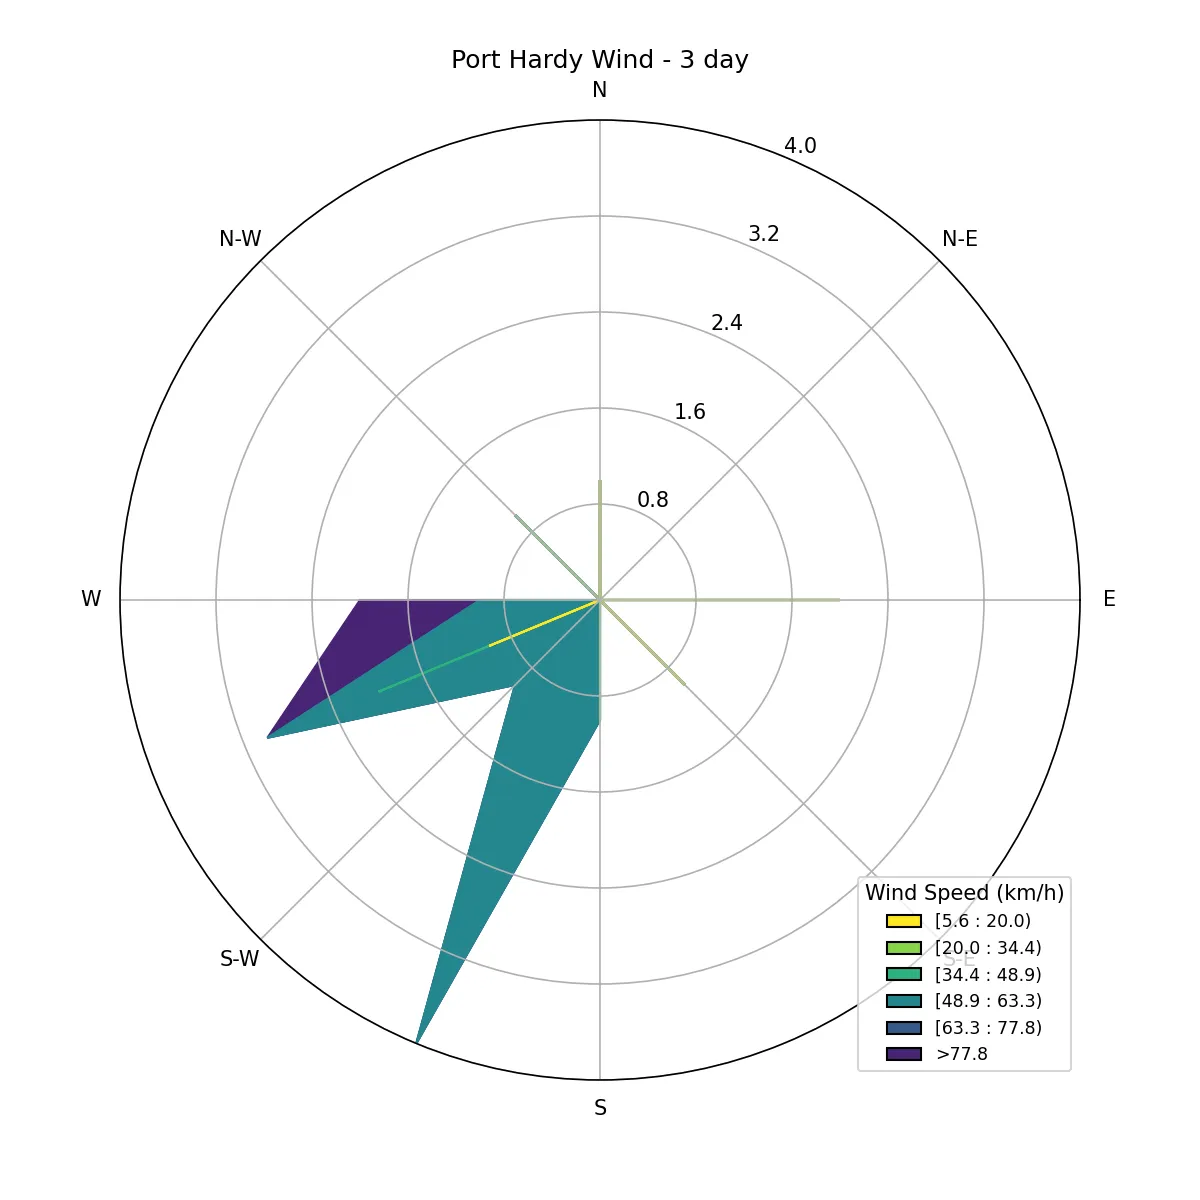 Port Hardy Wind - 3 day
N
4.0
N-W
3.2
N-E
2.4
1.6
0.8
W
E
S-W
S-E
S
Wind Speed (km/h)
[5.6 : 20.0)
[20.0 : 34.4)
[34.4 : 48.9)
[48.9 : 63.3)
[63.3 : 77.8)
>77.8